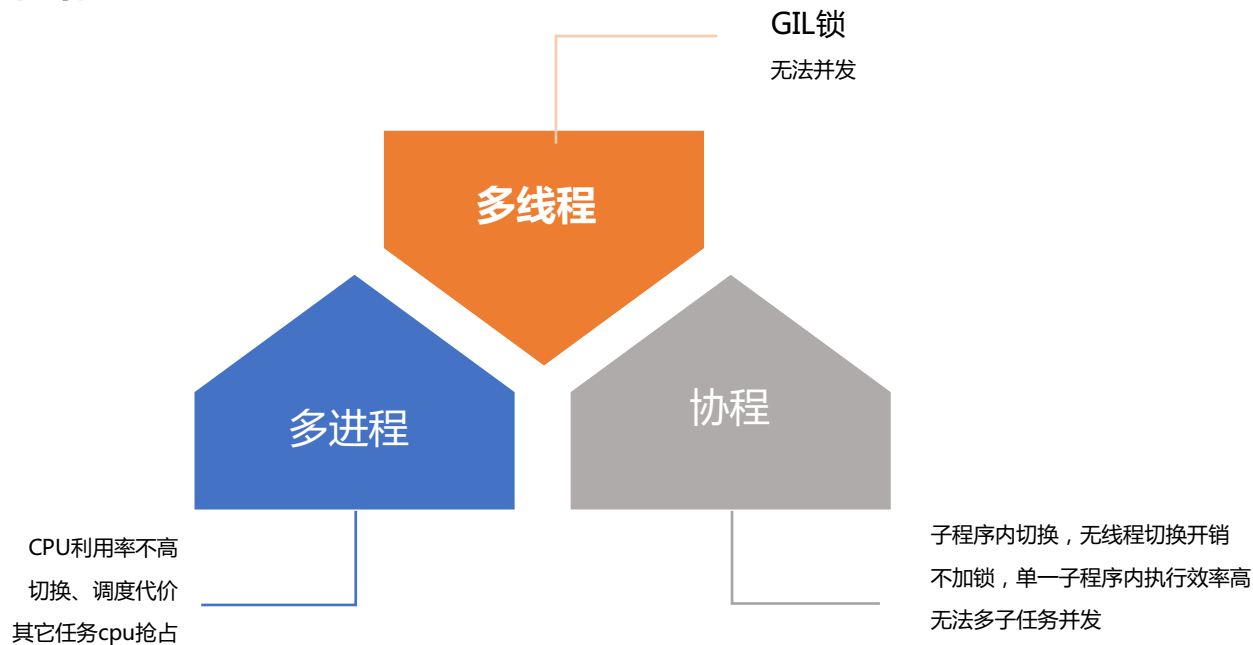 GIL锁
无法并发
多线程
多进程
协程
CPU利用率不高
切换、调度代价
其它任务cpu抢占
子程序内切换，无线程切换开销
不加锁，单一子程序内执行效率高
无法多子任务并发